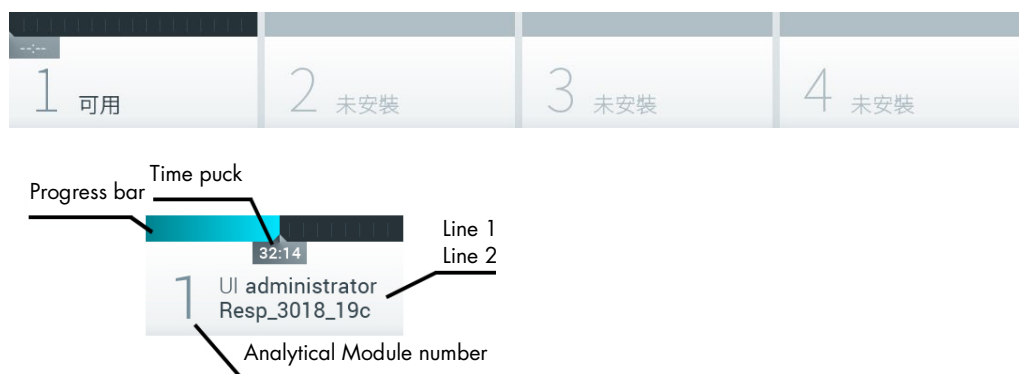 --:--
1 可用
2 未安裝
3 未安裝
4 未安裝
Time puck
Progress bar
Line 1
32:14
Line 2
1 UI administrator
Resp_3018_19c
Analytical Module number